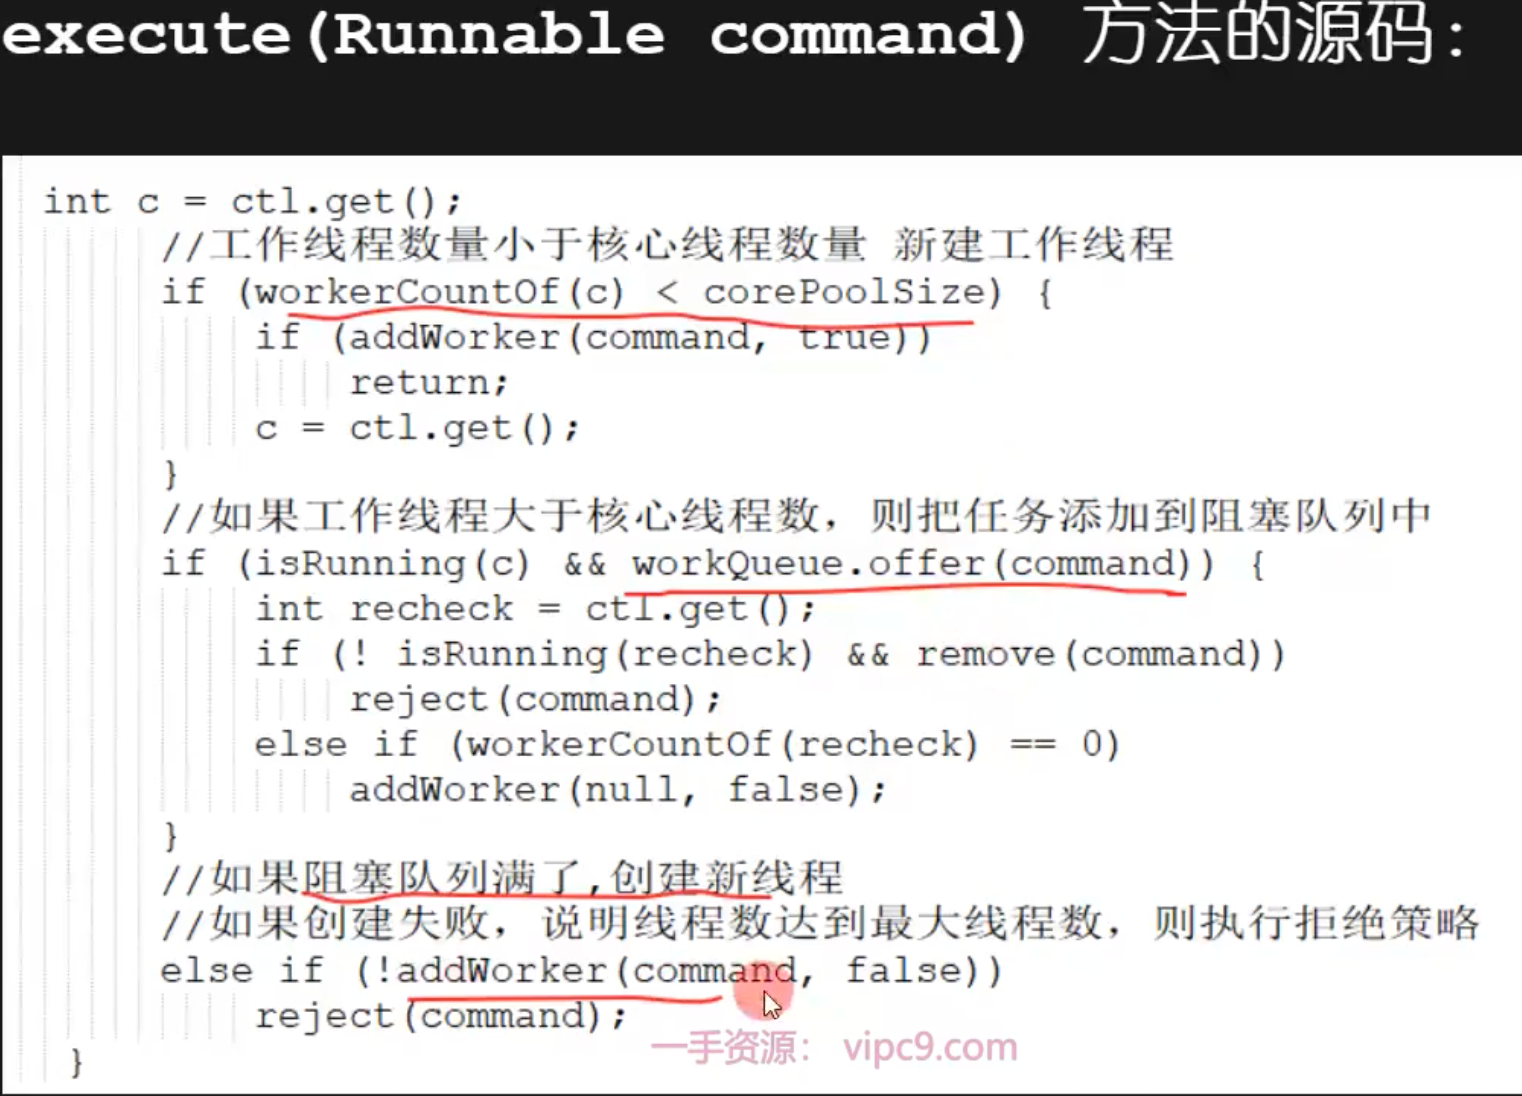 execute(Runnable command) 方法的源码:
int c = ctl.get();
//工作线程数量小于核心线程数量 新建工作线程
if (workerCountOf(c) < corePoolSize) {
if (addWorker(command, true))
return;
c = ctl.get();
}
//如果工作线程大于核心线程数，则把任务添加到阻塞队列中
if (isRunning(c) && workQueue.offer(command)) {
int recheck = ctl.get();
if (! isRunning(recheck) && remove(command))
reject(command);
else if (workerCountOf(recheck) == 0)
addWorker(null, false);
}
//如果阻塞队列满了,创建新线程
//如果创建失败，说明线程数达到最大线程数，则执行拒绝策略
else if (!addWorker(command, false))
reject(command);
一手资源： vipc9.com
}